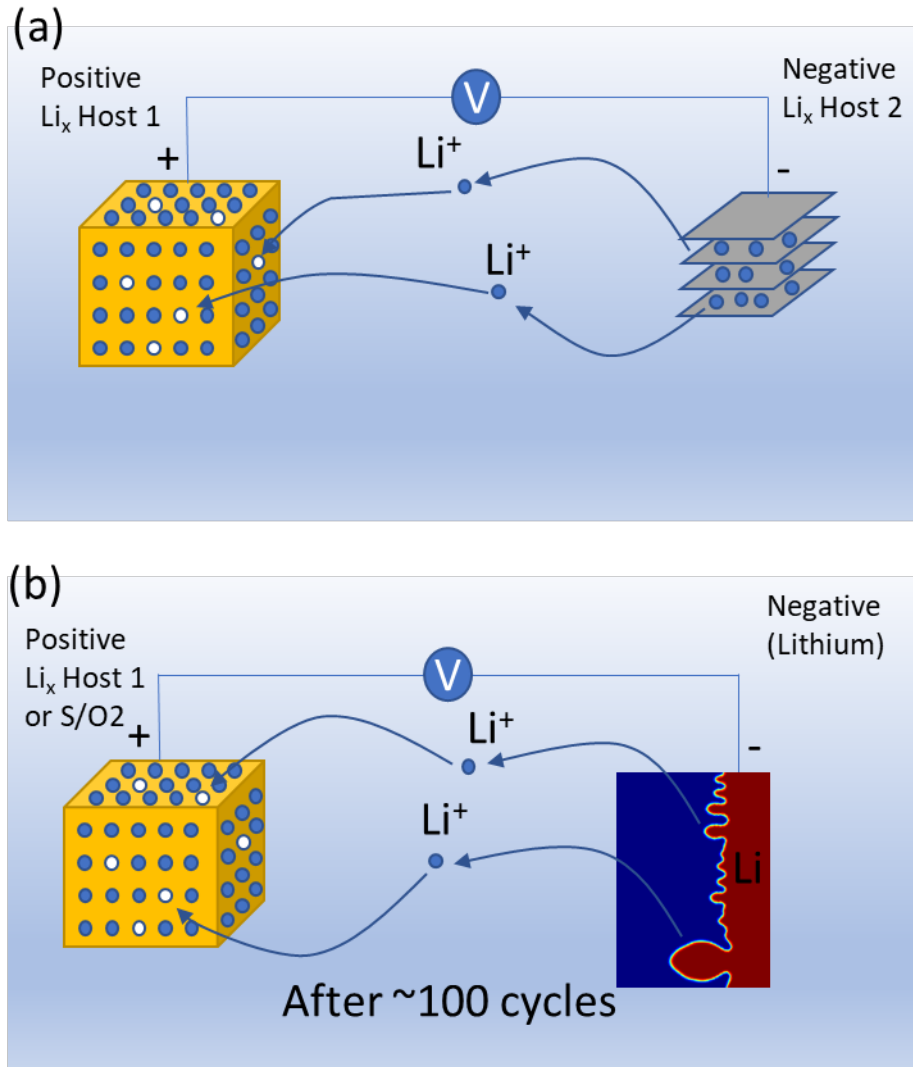 (a)
Positive
Liₓ Host 1
+
V
Negative
Liₓ Host 2
-
Li⁺
Li⁺
(b)
Positive
Liₓ Host 1
or S/O2
+
V
Negative
(Lithium)
-
Li⁺
Li⁺
Li
After ~100 cycles